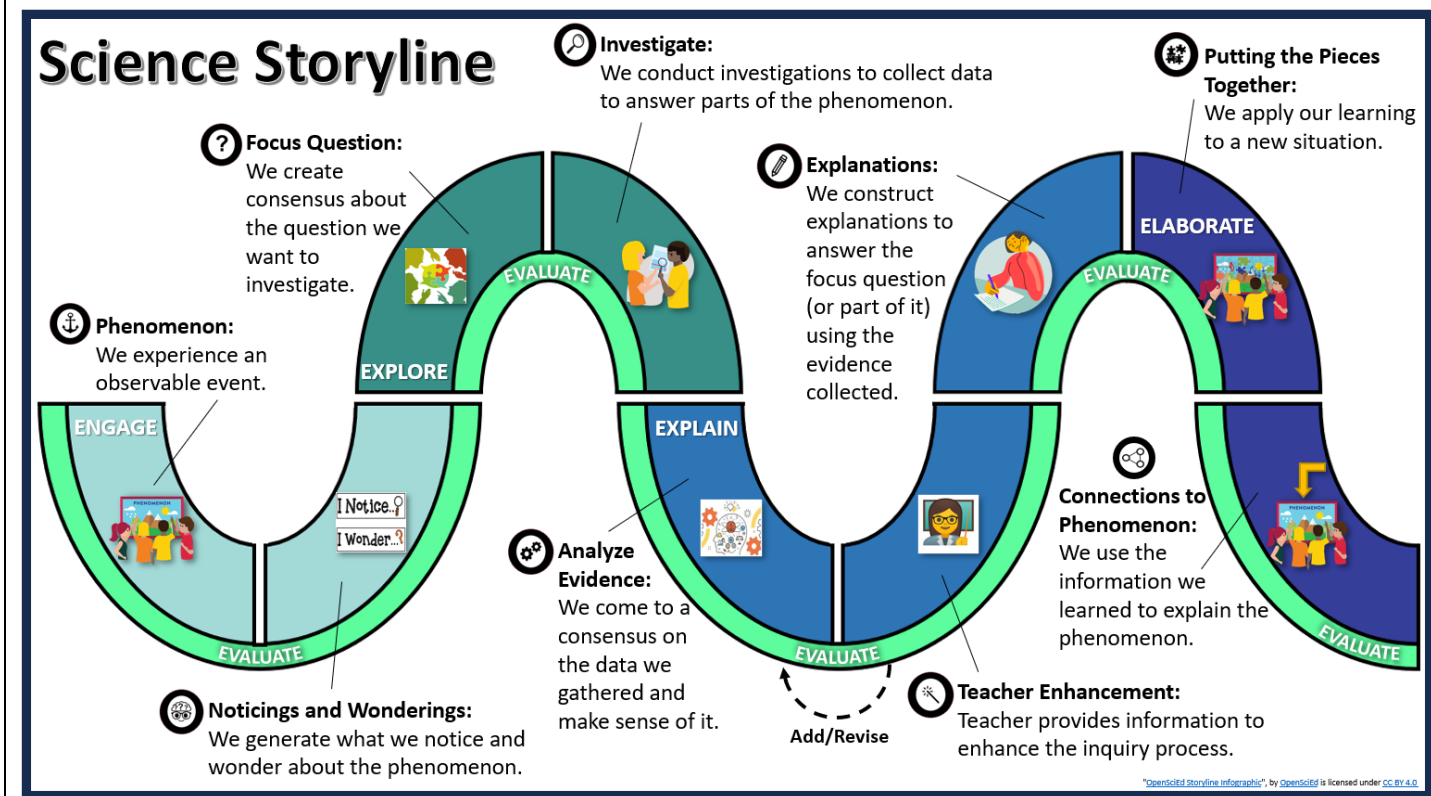 Science Storyline
Phenomenon:
We experience an
observable event.
ENGAGE
PHENOMENON
Noticings and Wonderings:
We generate what we notice and
wonder about the phenomenon.
I Notice..
I Wonder...?
EVALUATE
?
Focus Question:
We create
consensus about
the question we
want to
investigate.
EXPLORE
Investigate:
We conduct investigations to collect data
to answer parts of the phenomenon.
EVALUATE
EXPLAIN
Analyze
Evidence:
We come to a
consensus on
the data we
gathered and
make sense of it.
EVALUATE
Add/Revise
Teacher Enhancement:
Teacher provides information to
enhance the inquiry process.
Explanations:
We construct
explanations to
answer the
focus question
(or part of it)
using the
evidence
collected.
EVALUATE
Putting the Pieces
Together:
We apply our learning
to a new situation.
ELABORATE
Connections to
Phenomenon:
We use the
information we
learned to explain the
phenomenon.
PHENOMENON
EVALUATE
"OpenSciEd Storyline Infographic", by OpenSciEd is licensed under CC BY 4.0